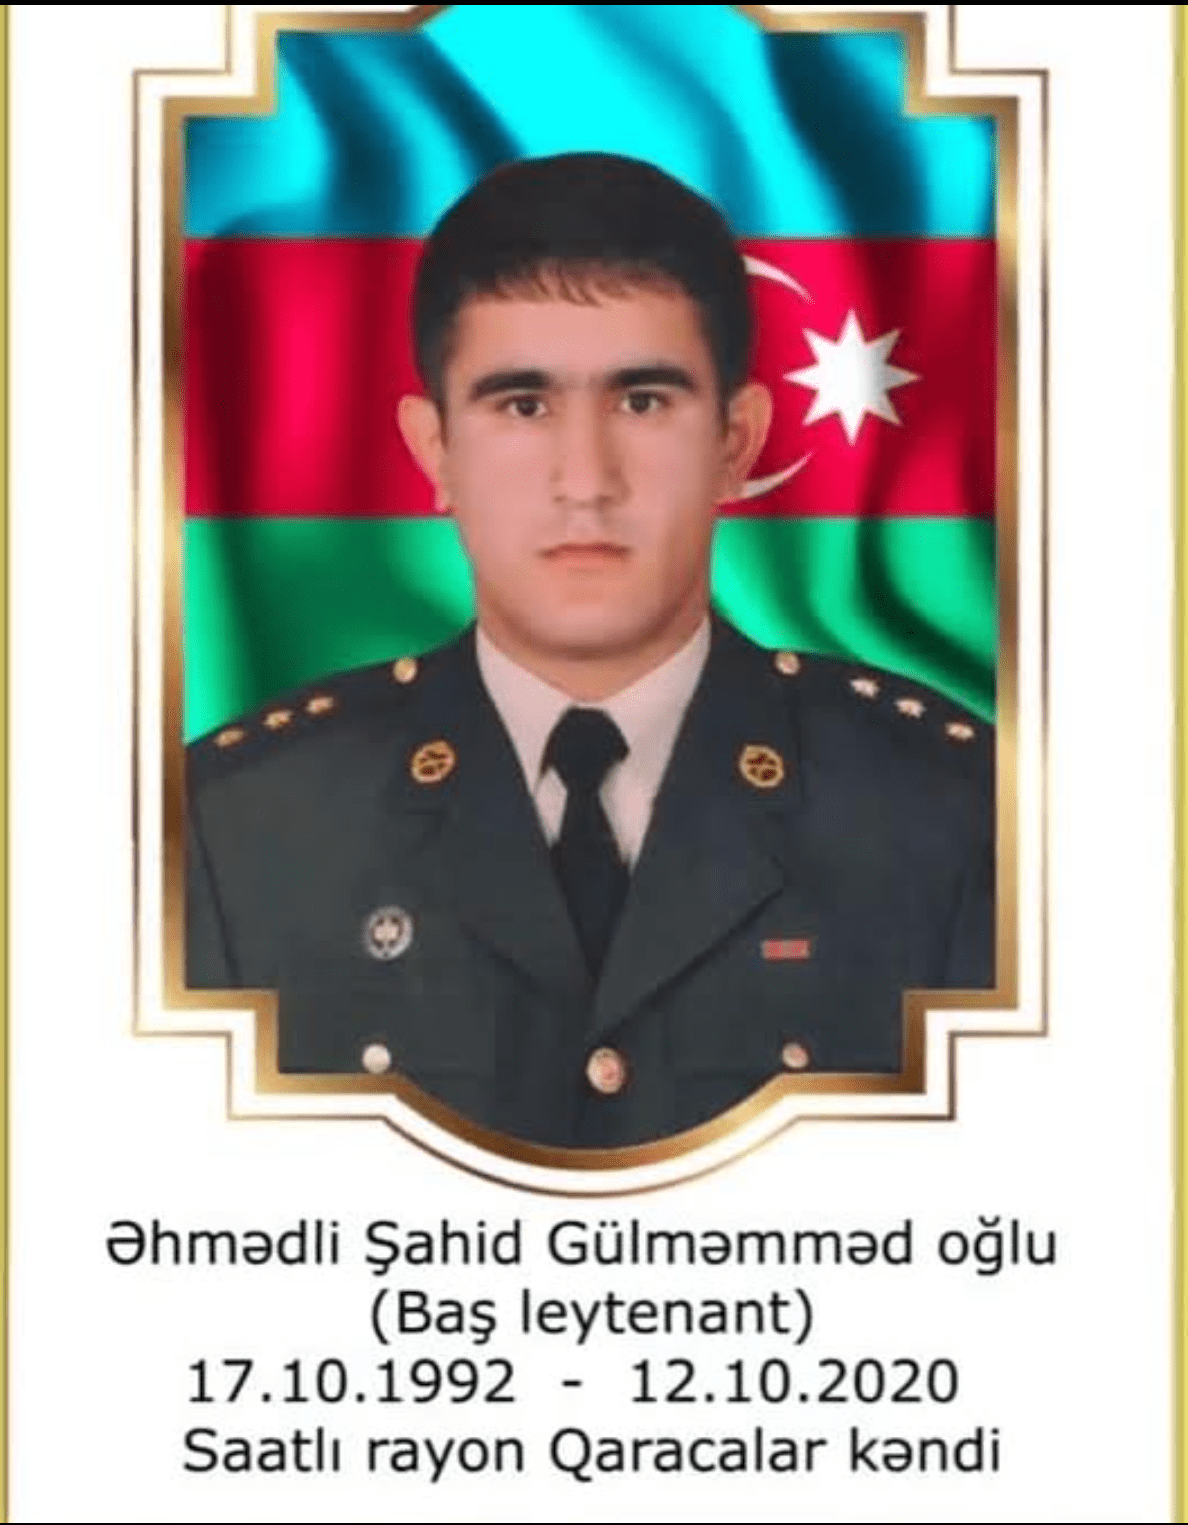 Əhmədli Şahid Gülməmməd oğlu
(Baş leytenant)
17.10.1992 - 12.10.2020
Saatlı rayon Qaracalar kəndi